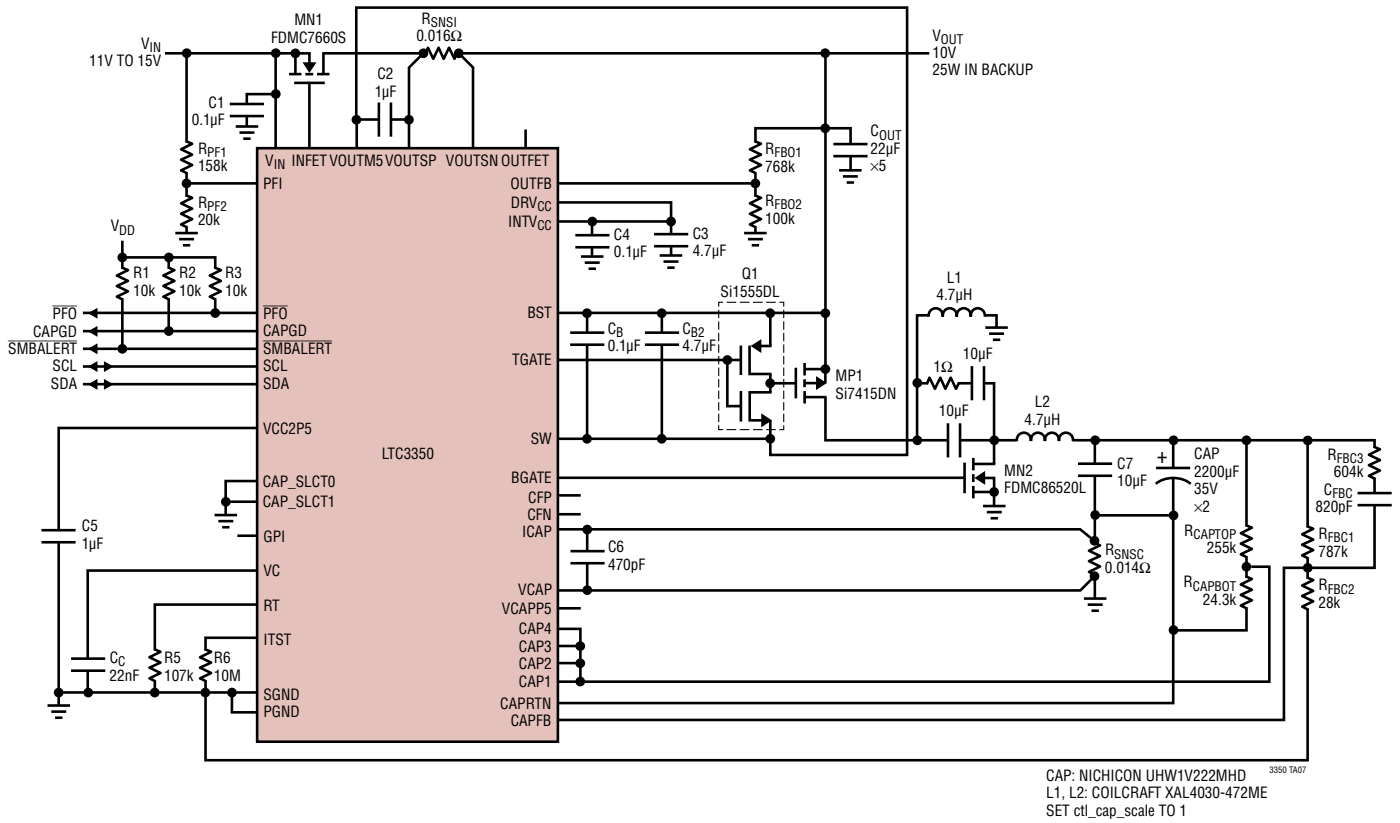 MN1
FDMC7660S
RSNSI
0.016Ω
VIN
11V TO 15V
VOUT
10V
25W IN BACKUP
C2
1µF
C1
0.1µF
COUT
22µF
×5
RPF1
158k
RFBO1
768k
VIN INFET VOUTM5 VOUTSP VOUTSN OUTFET
PFI
OUTFB
RPF2
20k
DRVCC
INTVCC
RFBO2
100k
C4
0.1µF
C3
4.7µF
VDD
R1
10k
R2
10k
R3
10k
Q1
Si1555DL
L1
4.7µH
PFO
PFO
BST
CAPGD
CAPGD
SMBALERT
SMBALERT
SCL
SCL
SDA
SDA
CB
0.1µF
CB2
4.7µF
TGATE
MP1
Si7415DN
1Ω
10µF
10µF
L2
4.7µH
VCC2P5
LTC3350
SW
BGATE
MN2
FDMC86520L
C7
10µF
+
CAP
2200µF
35V
×2
RFBC3
604k
CFBC
820pF
CAP_SLCT0
CAP_SLCT1
CFP
CFN
ICAP
C5
1µF
GPI
C6
470pF
RSNSC
0.014Ω
RCAPTOP
255k
RFBC1
787k
VC
VCAP
RCAPBOT
24.3k
RFBC2
28k
RT
VCAPP5
ITST
CAP4
CAP3
CAP2
CAP1
CC
22nF
R5
107k
R6
10M
SGND
PGND
CAPRTN
CAPFB
CAP: NICHICON UHW1V222MHD
3350 TA07
L1, L2: COILCRAFT XAL4030-472ME
SET ctl_cap_scale TO 1